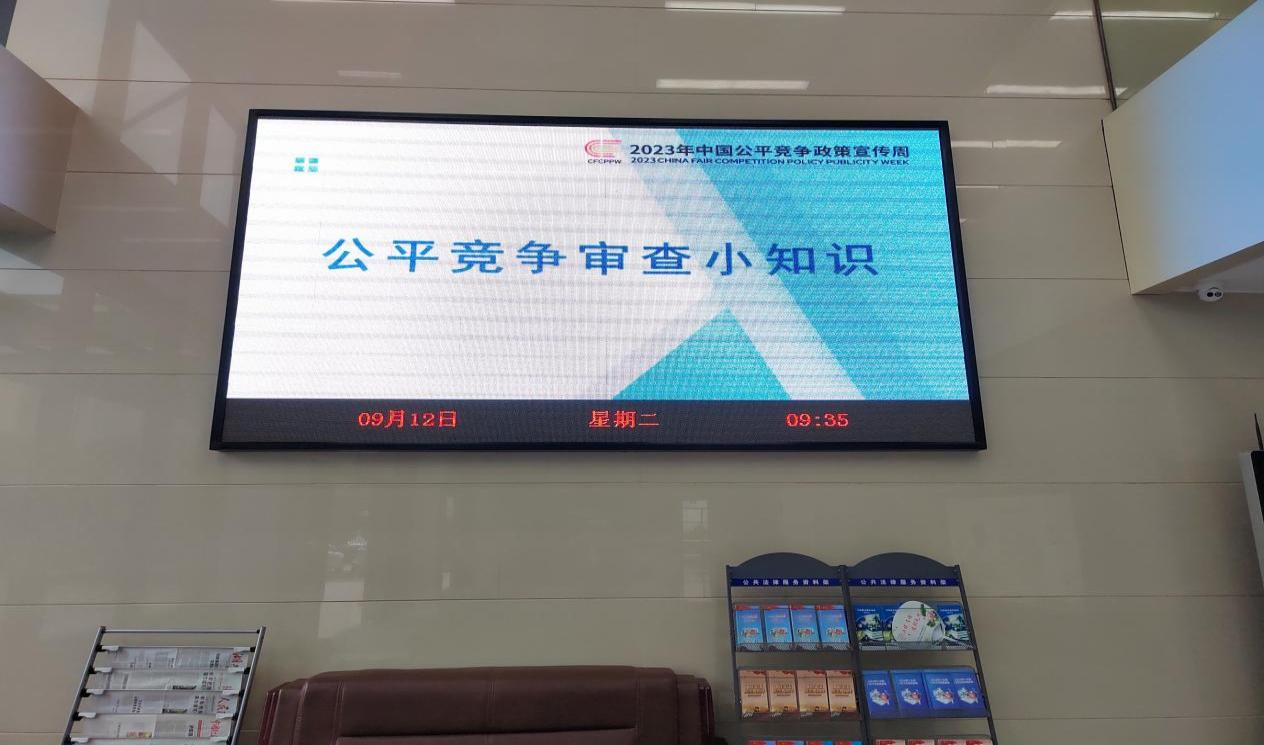 CFCPPW
2023年中国公平竞争政策宣传周
2023 CHINA FAIR COMPETITION POLICY PUBLICITY WEEK
公平竞争审查小知识
09月12日 星期二 09:35
公共法律服务资料架 公共法律服务资料架